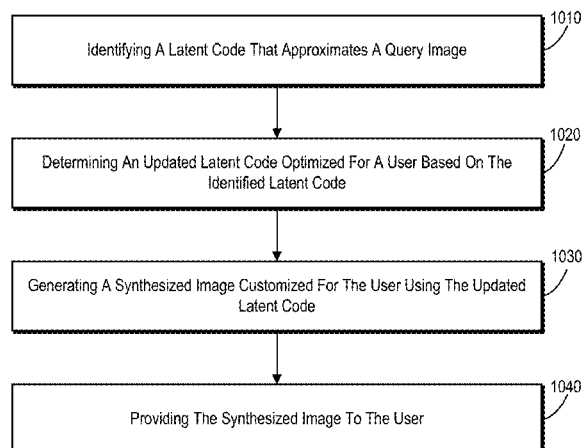 1010
Identifying A Latent Code That Approximates A Query Image
1020
Determining An Updated Latent Code Optimized For A User Based On The
Identified Latent Code
1030
Generating A Synthesized Image Customized For The User Using The Updated
Latent Code
1040
Providing The Synthesized Image To The User